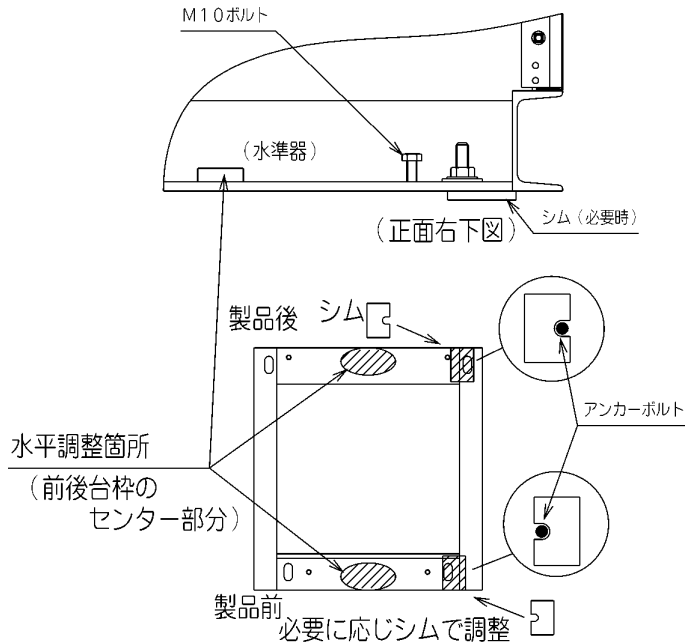 M10ボルト
(水準器)
シム(必要時)
(正面右下図)
製品後
シム
アンカーボルト
水平調整箇所
(前後台枠の
センター部分)
製品前
必要に応じシムで調整